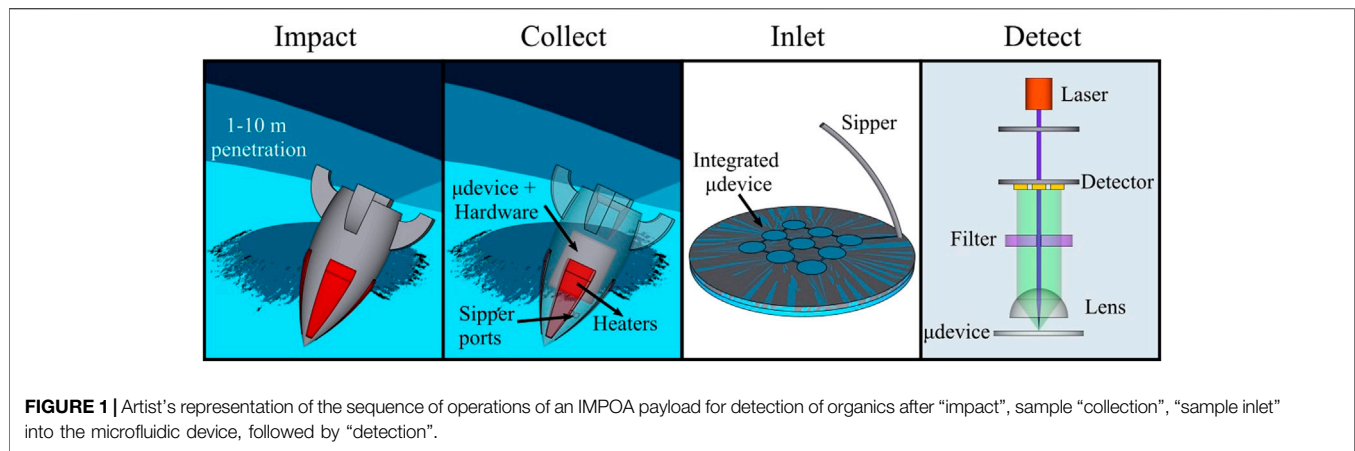 Impact
Collect
Inlet
Detect
1-10 m
penetration
μdevice +
Hardware
Sipper
ports
Heaters
Integrated
μdevice
Sipper
Laser
Detector
Filter
Lens
μdevice
FIGURE 1 | Artist's representation of the sequence of operations of an IMPOA payload for detection of organics after “impact”, sample “collection”, “sample inlet”
into the microfluidic device, followed by “detection”.